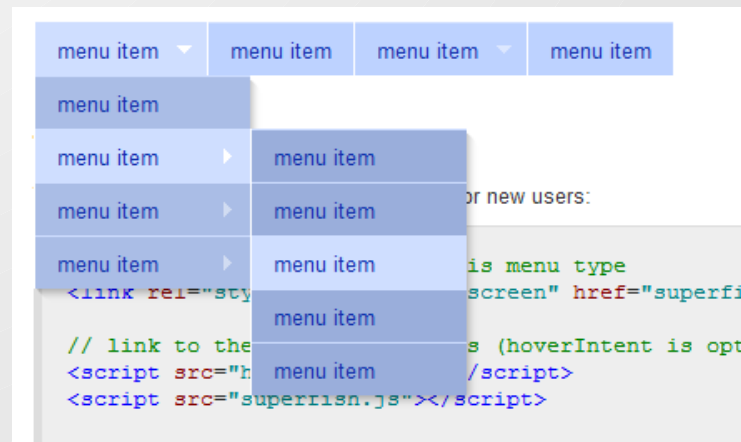 menu item menu item menu item menu item
menu item
menu item menu item
menu item menu item
or new users:
menu item menu item
is menu type
<link rel="sty screen" href="superfi
menu item
// link to the s (hoverIntent is opt
<script src="h /script>
menu item
<script src="superfish.js"></script>